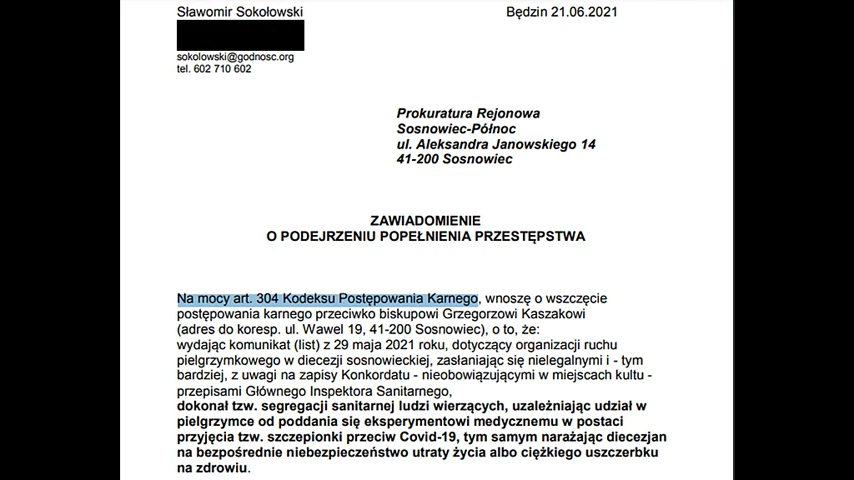 Sławomir Sokołowski
Będzin 21.06.2021
sokolowski@godnosc.org
tel. 602 710 602
Prokuratura Rejonowa
Sosnowiec-Północ
ul. Aleksandra Janowskiego 14
41-200 Sosnowiec
ZAWIADOMIENIE
O PODEJRZENIU POPEŁNIENIA PRZESTĘPSTWA
Na mocy art. 304 Kodeksu Postępowania Karnego, wnoszę o wszczęcie
postępowania karnego przeciwko biskupowi Grzegorzowi Kaszakowi
(adres do koresp. ul. Wawel 19, 41-200 Sosnowiec), o to, że:
wydając komunikat (list) z 29 maja 2021 roku, dotyczący organizacji ruchu
pielgrzymkowego w diecezji sosnowieckiej, zasłaniając się nielegalnymi i - tym
bardziej, z uwagi na zapisy Konkordatu - nieobowiązującymi w miejscach kultu -
przepisami Głównego Inspektora Sanitarnego,
dokonał tzw. segregacji sanitarnej ludzi wierzących, uzależniając udział w
pielgrzymce od poddania się eksperymentowi medycznemu w postaci
przyjęcia tzw. szczepionki przeciw Covid-19, tym samym narażając diecezjan
na bezpośrednie niebezpieczeństwo utraty życia albo ciężkiego uszczerbku
na zdrowiu.